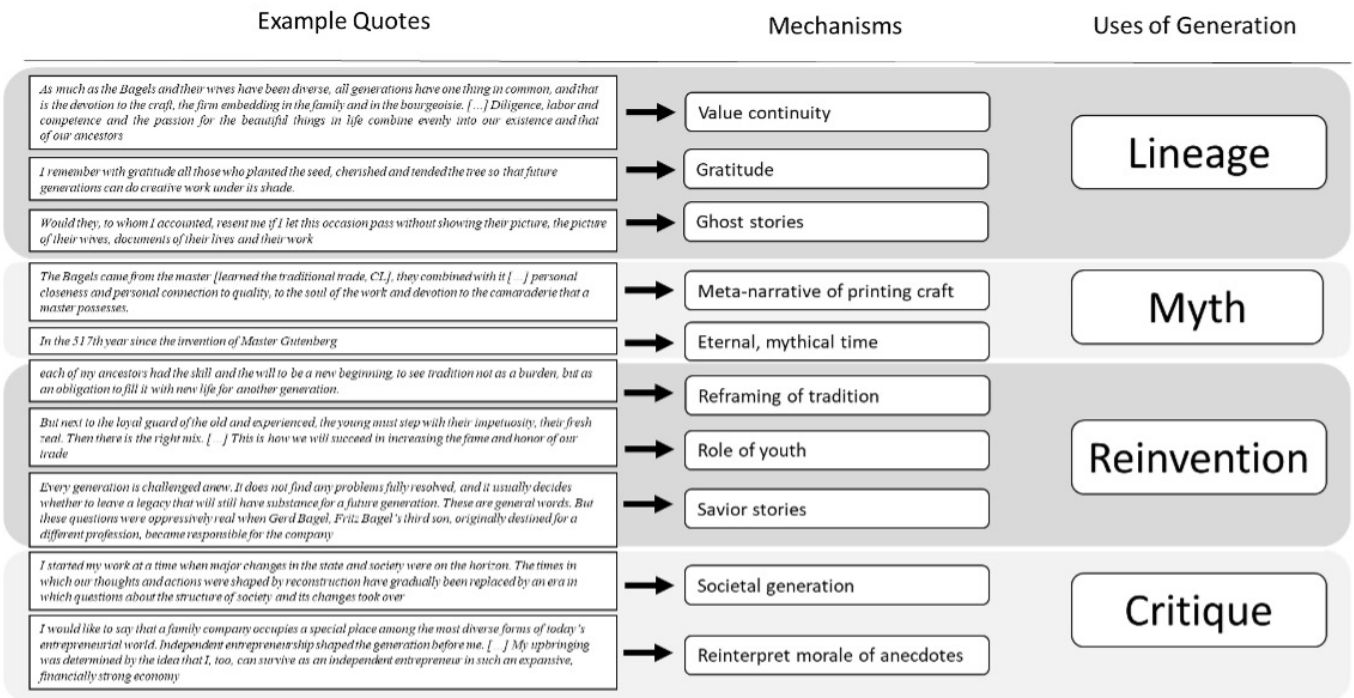 Example Quotes
Mechanisms
Uses of Generation
As much as the Bagels and their wives have been diverse, all generations have one thing in common, and that
is the devotion to the craft, the firm embedding in the family and in the bourgeoisie. [...] Diligence, labor and
competence and the passion for the beautiful things in life combine evenly into our existence and that
of our ancestors
Value continuity
I remember with gratitude all those who planted the seed, cherished and tended the tree so that future
generations can do creative work under its shade.
Gratitude
Would they, to whom I accounted, resent me if I let this occasion pass without showing their picture, the picture
of their wives, documents of their lives and their work
Ghost stories
Lineage
The Bagels came from the master [learned the traditional trade, CL], they combined with it [...] personal
closeness and personal connection to quality, to the soul of the work and devotion to the camaraderie that a
master possesses.
Meta-narrative of printing craft
In the 517th year since the invention of Master Gutenberg
Eternal, mythical time
Myth
each of my ancestors had the skill and the will to be a new beginning, to see tradition not as a burden, but as
an obligation to fill it with new life for another generation.
Reframing of tradition
But next to the loyal guard of the old and experienced, the young must step with their impetuosity, their fresh
zeal. Then there is the right mix. [...] This is how we will succeed in increasing the fame and honor of our
trade
Role of youth
Every generation is challenged anew. It does not find any problems fully resolved, and it usually decides
whether to leave a legacy that will still have substance for a future generation. These are general words. But
these questions were oppressively real when Gerd Bagel, Fritz Bagel's third son, originally destined for a
different profession, became responsible for the company
Savior stories
Reinvention
I started my work at a time when major changes in the state and society were on the horizon. The times in
which our thoughts and actions were shaped by reconstruction have gradually been replaced by an era in
which questions about the structure of society and its changes took over
Societal generation
I would like to say that a family company occupies a special place among the most diverse forms of today's
entrepreneurial world. Independent entrepreneurship shaped the generation before me. [...] My upbringing
was determined by the idea that I, too, can survive as an independent entrepreneur in such an expansive,
financially strong economy
Reinterpret morale of anecdotes
Critique